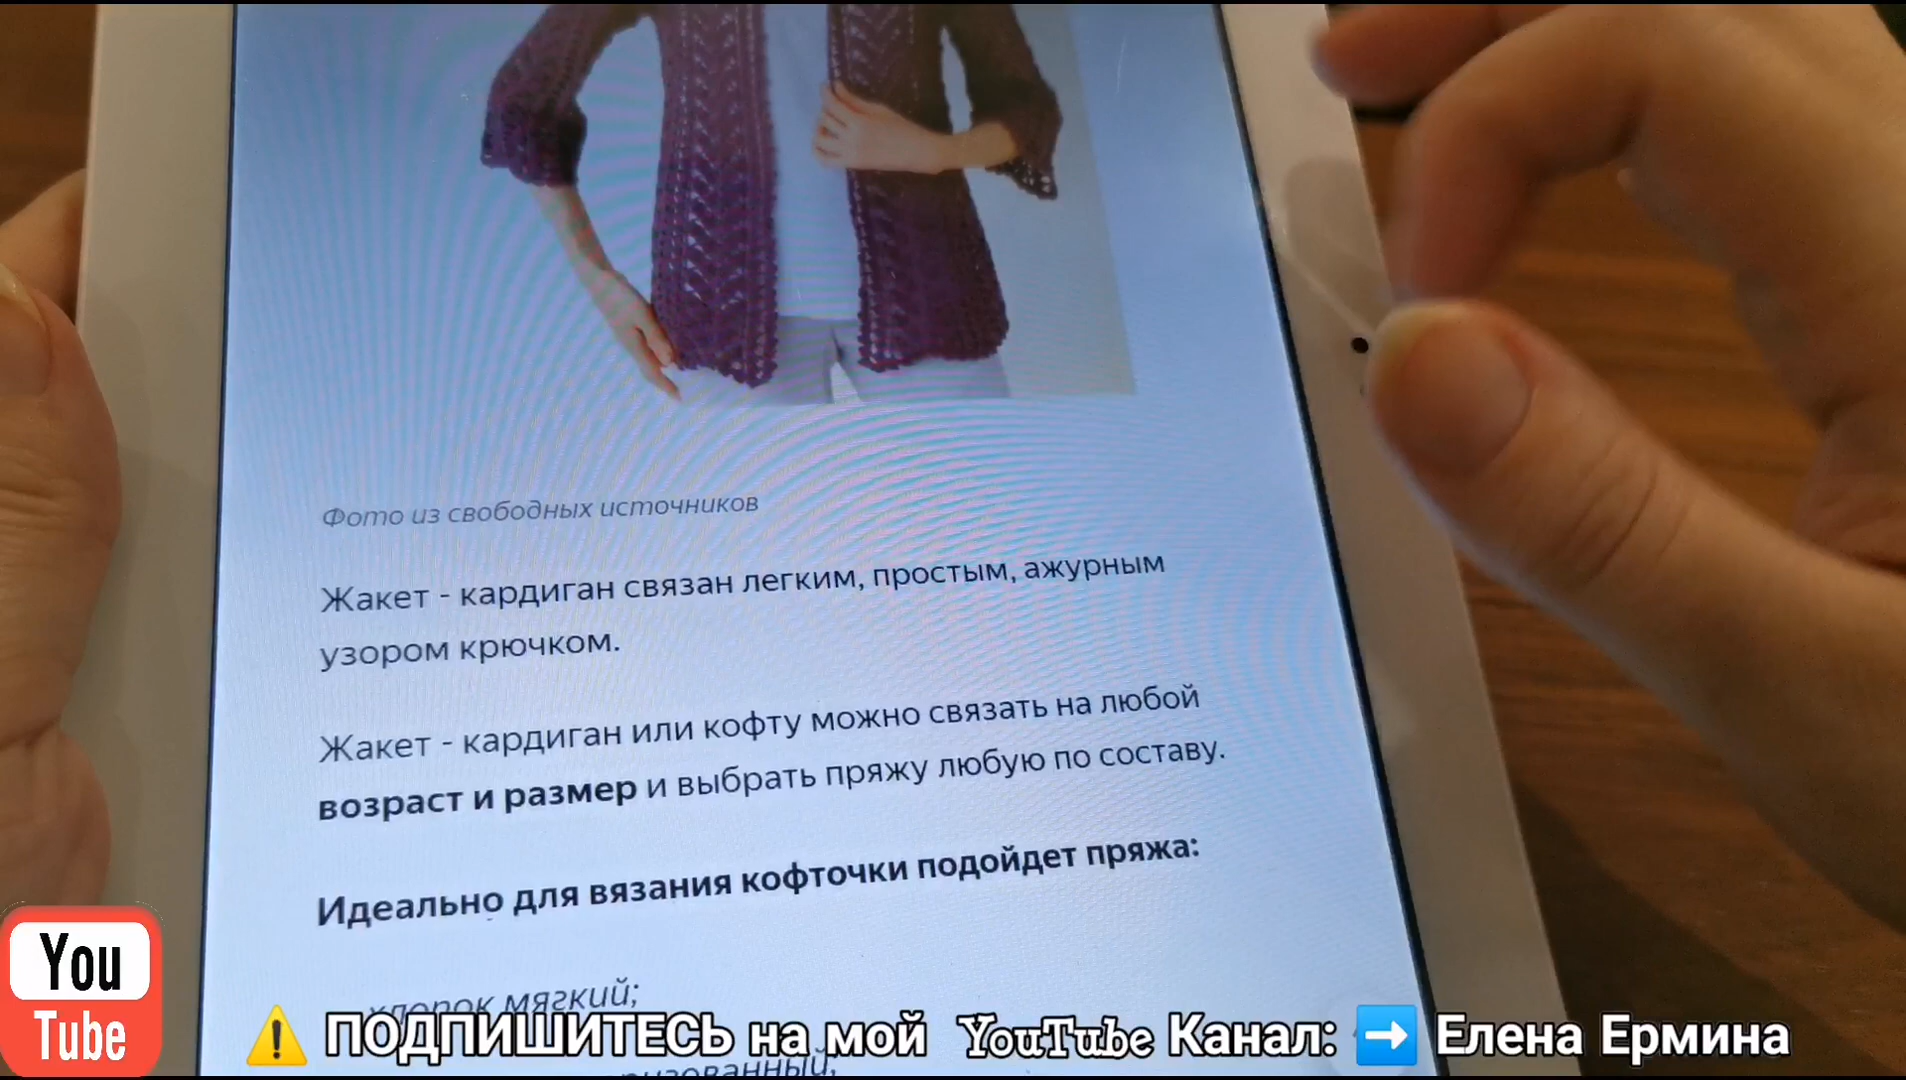 Фото из свободных источников
Жакет - кардиган связан легким, простым, ажурным
узором крючком.
Жакет - кардиган или кофту можно связать на любой
возраст и размер и выбрать пряжу любую по составу.
Идеально для вязания кофточки подойдет пряжа:
хлопок мягкий;
You
Tube
⚠ ПОДПИШИТЕСЬ на мой YouTube Канал: ➡ Елена Ермина